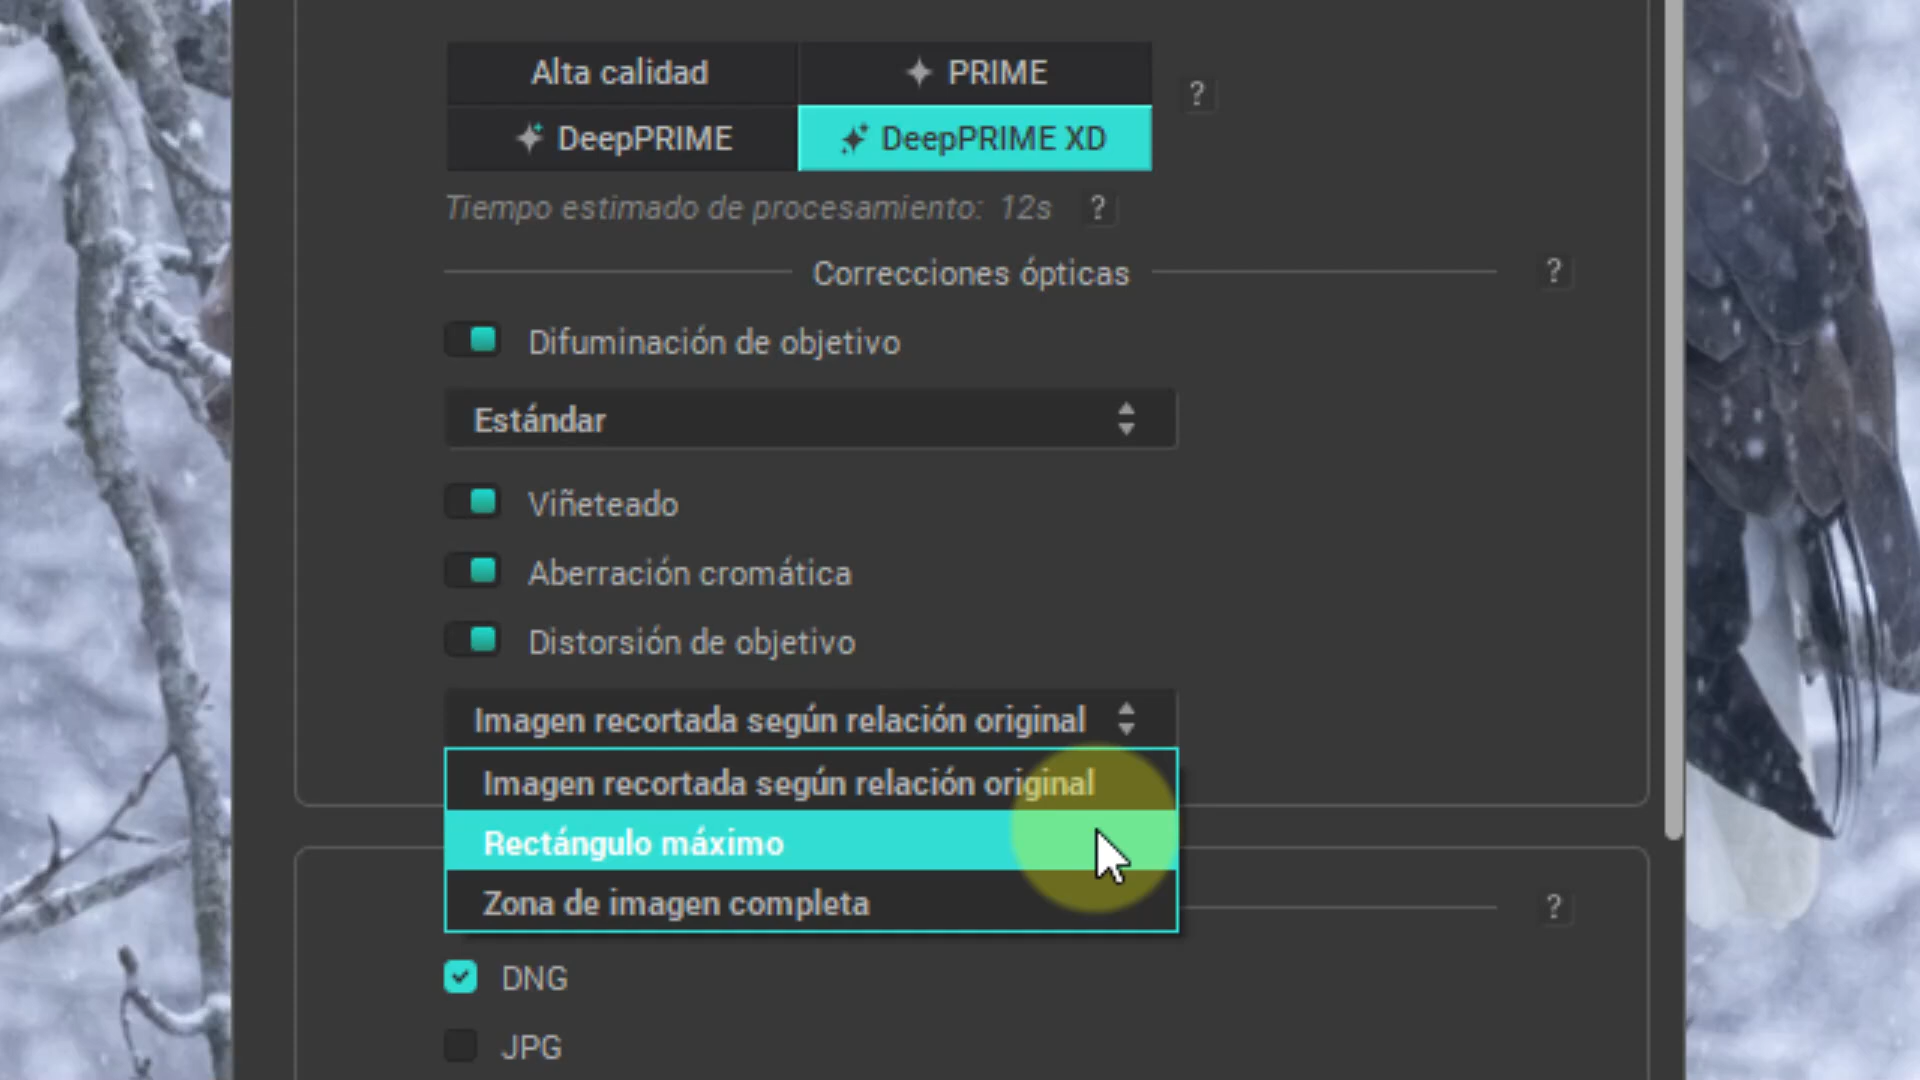 Alta calidad
PRIME
?
DeepPRIME
DeepPRIME XD
Tiempo estimado de procesamiento: 12s ?
Correcciones ópticas ?
Difuminación de objetivo
Estándar
Viñeteado
Aberración cromática
Distorsión de objetivo
Imagen recortada según relación original
Imagen recortada según relación original
Rectángulo máximo
Zona de imagen completa
?
DNG
JPG